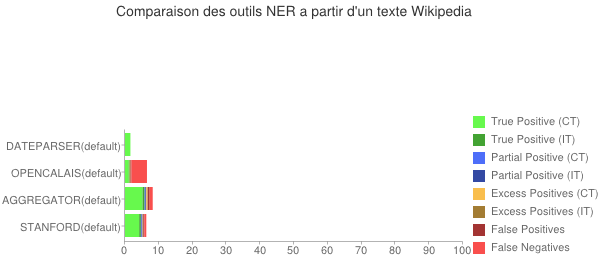 Comparaison des outils NER a partir d'un texte Wikipedia
DATEPARSER(default)
OPENCALAIS(default)
AGGREGATOR(default)
STANFORD(default)
0 10 20 30 40 50 60 70 80 90 100
True Positive (CT)
True Positive (IT)
Partial Positive (CT)
Partial Positive (IT)
Excess Positives (CT)
Excess Positives (IT)
False Positives
False Negatives